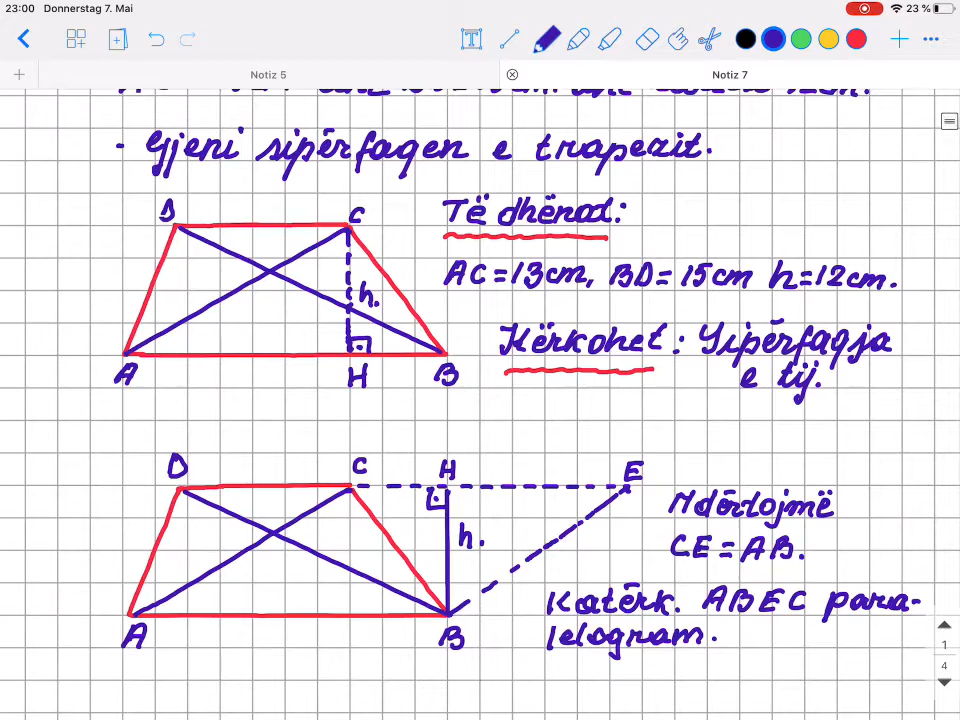 23:00 Donnerstag 7. Mai
23 %
Notiz 5
Notiz 7
- Gjeni sipërfaqen e trapezit.
D C
Të dhënat:
AC = 13cm, BD = 15cm h = 12cm.
h.
Kërkohet: Sipërfaqja
e tij.
A H B
D C H E
Ndërtojmë
h.
CE = AB.
Katërk. ABEC para-
lelogram.
A B
1
4